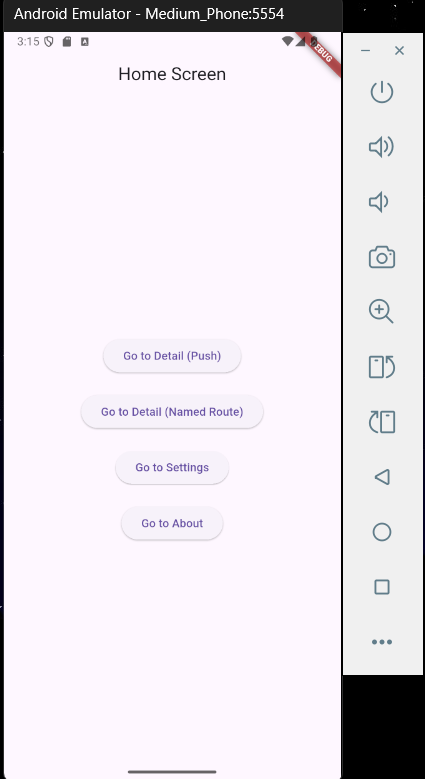 Android Emulator - Medium_Phone:5554
3:15
DEBUG
Home Screen
Go to Detail (Push)
Go to Detail (Named Route)
Go to Settings
Go to About